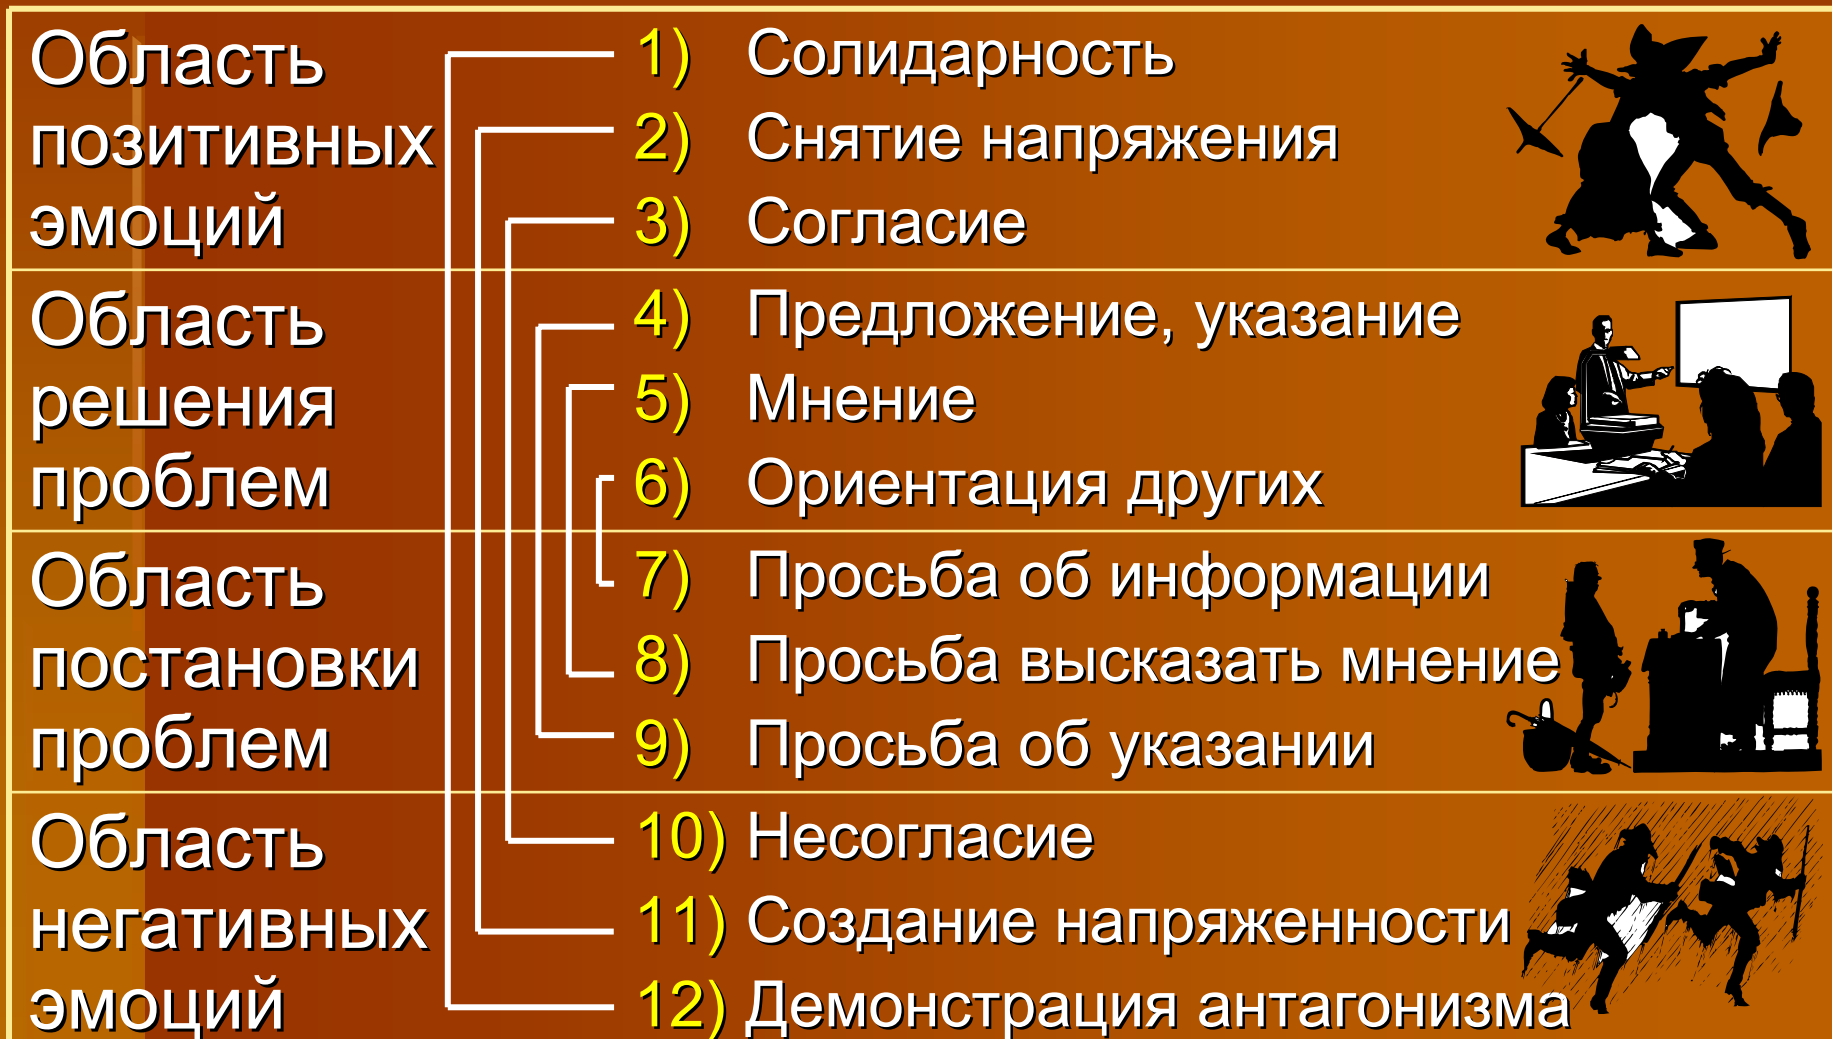 Область
позитивных
эмоций
1) Солидарность
2) Снятие напряжения
3) Согласие
Область
решения
проблем
4) Предложение, указание
5) Мнение
6) Ориентация других
Область
постановки
проблем
7) Просьба об информации
8) Просьба высказать мнение
9) Просьба об указании
Область
негативных
эмоций
10) Несогласие
11) Создание напряженности
12) Демонстрация антагонизма